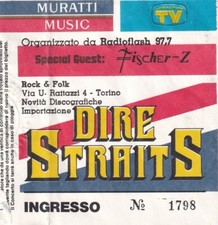 MURATTI
MUSIC
TV
Organizzato da Radioflash 97.7
Special Guest: Fischer-Z
Rock & Folk
Via U. Rattazzi 4 - Torino
Novità Discografiche
Importazione
DIRE
STRAITS
INGRESSO
№ 1798